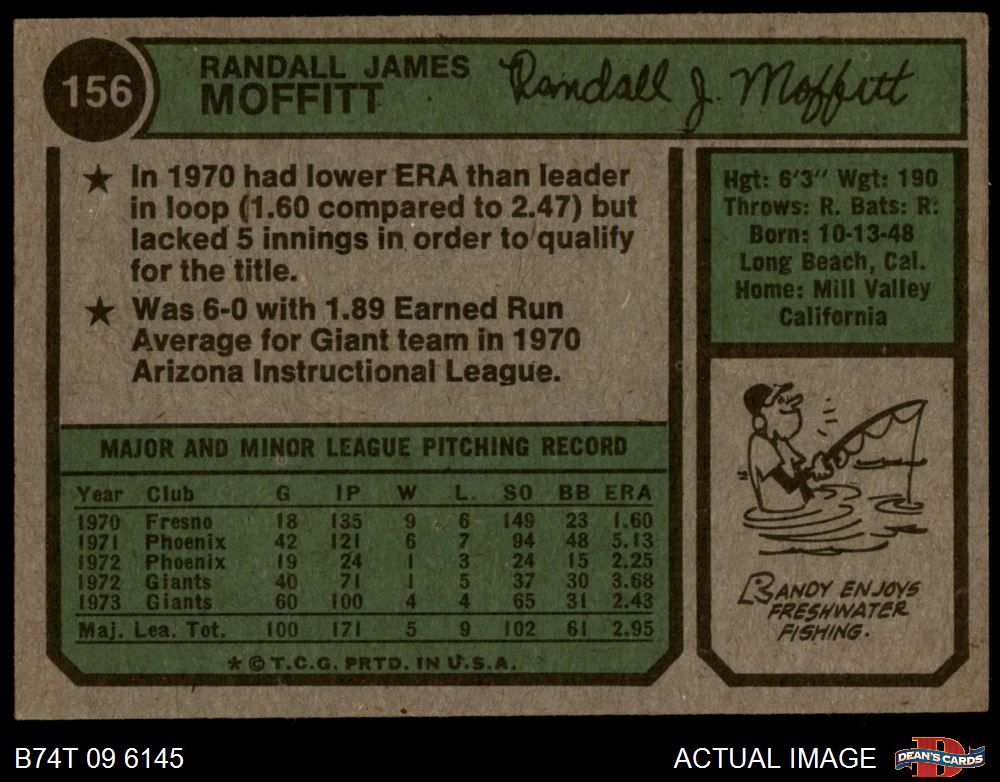 156
RANDALL JAMES
MOFFITT
Randall J. Moffitt
★ In 1970 had lower ERA than leader
in loop (1.60 compared to 2.47) but
lacked 5 innings in order to qualify
for the title.
★ Was 6-0 with 1.89 Earned Run
Average for Giant team in 1970
Arizona Instructional League.
Hgt: 6'3" Wgt: 190
Throws: R. Bats: R.
Born: 10-13-48
Long Beach, Cal.
Home: Mill Valley
California
MAJOR AND MINOR LEAGUE PITCHING RECORD
Year Club G IP W L. SO BB ERA
1970 Fresno 18 135 9 6 149 23 1.60
1971 Phoenix 42 121 6 7 94 48 5.13
1972 Phoenix 19 24 1 3 24 15 2.25
1972 Giants 40 71 1 5 37 30 3.68
1973 Giants 60 100 4 4 65 31 2.43
Maj. Lea. Tot. 100 171 5 9 102 61 2.95
★ © T.C.G. PRTD. IN U.S.A.
RANDY ENJOYS
FRESHWATER
FISHING.
B74T 09 6145
ACTUAL IMAGE
DEAN'S CARDS